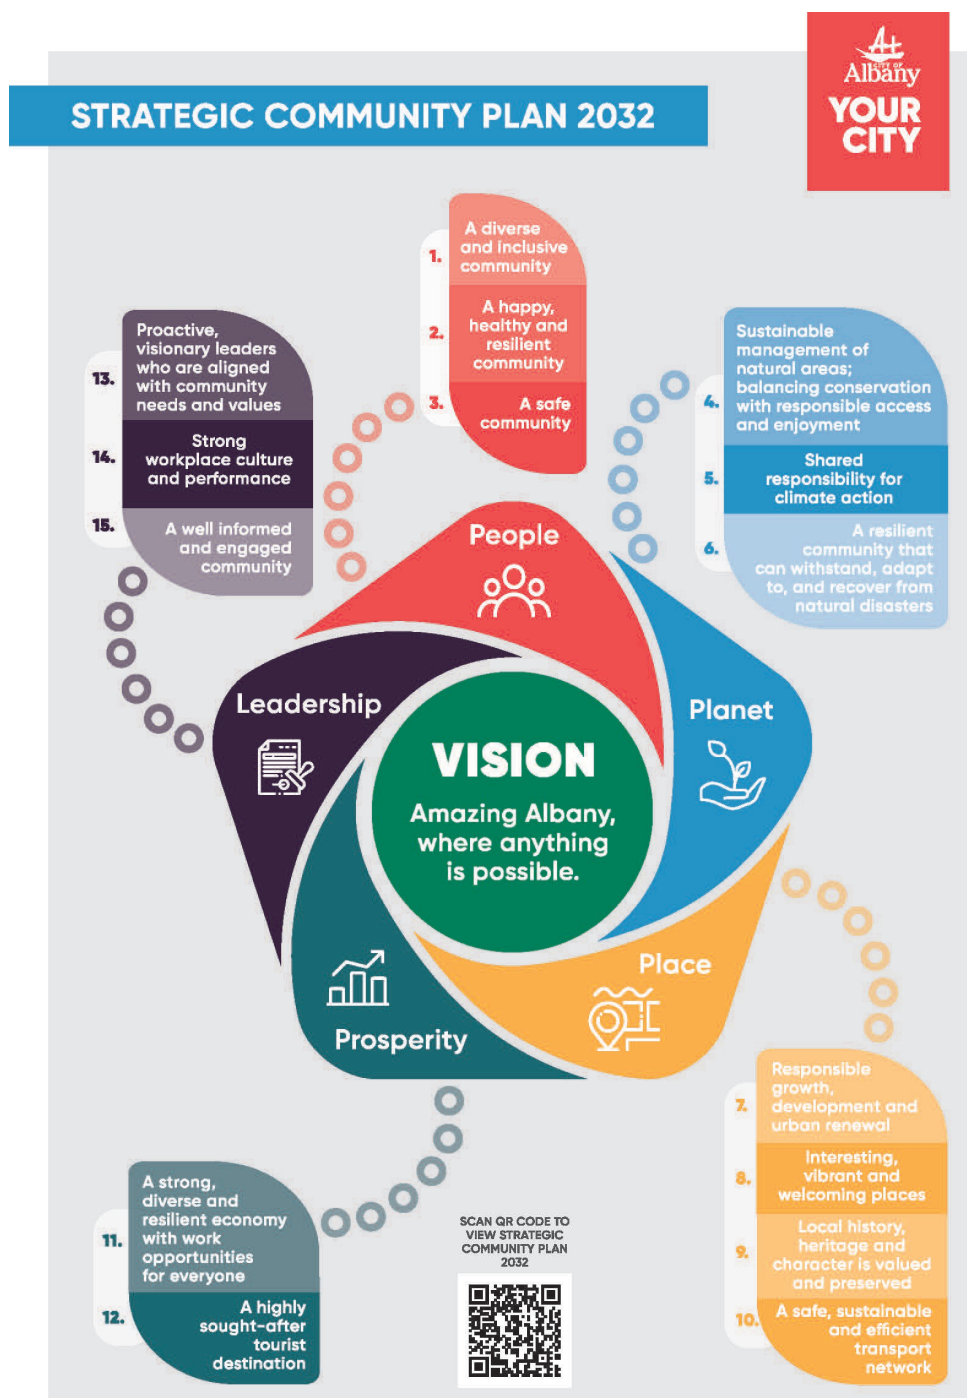 CITY OF
Albany
YOUR
CITY
STRATEGIC COMMUNITY PLAN 2032
1.
A diverse
and inclusive
community
2.
A happy,
healthy and
resilient
community
3.
A safe
community
4.
Sustainable
management of
natural areas;
balancing conservation
with responsible access
and enjoyment
5.
Shared
responsibility for
climate action
6.
A resilient
community that
can withstand, adapt
to, and recover from
natural disasters
13.
Proactive,
visionary leaders
who are aligned
with community
needs and values
14.
Strong
workplace culture
and performance
15.
A well informed
and engaged
community
People
Leadership
Planet
VISION
Amazing Albany,
where anything
is possible.
Place
Prosperity
7.
Responsible
growth,
development and
urban renewal
8.
Interesting,
vibrant and
welcoming places
9.
Local history,
heritage and
character is valued
and preserved
10.
A safe, sustainable
and efficient
transport
network
11.
A strong,
diverse and
resilient economy
with work
opportunities
for everyone
12.
A highly
sought-after
tourist
destination
SCAN QR CODE TO
VIEW STRATEGIC
COMMUNITY PLAN
2032